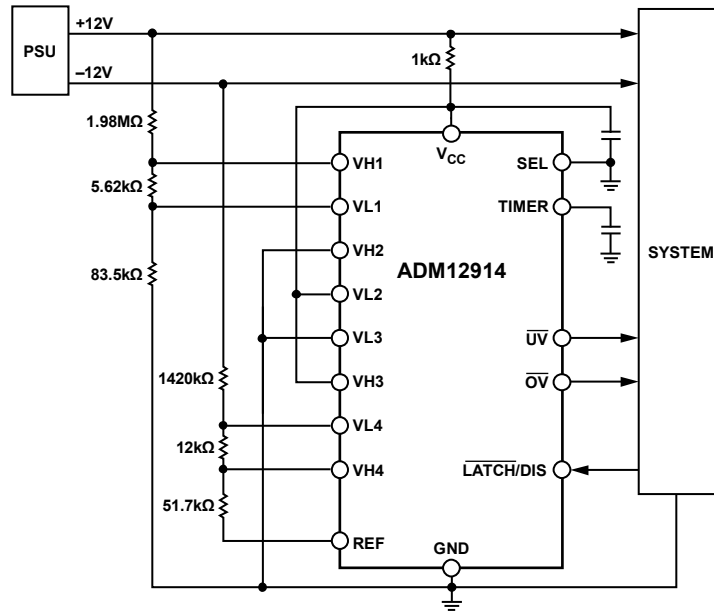 PSU
+12V
–12V
1kΩ
1.98MΩ
5.62kΩ
83.5kΩ
1420kΩ
12kΩ
51.7kΩ
VCC
VH1
VL1
VH2
VL2
VL3
VH3
VL4
VH4
REF
ADM12914
SEL
TIMER
UV
OV
LATCH/DIS
GND
SYSTEM